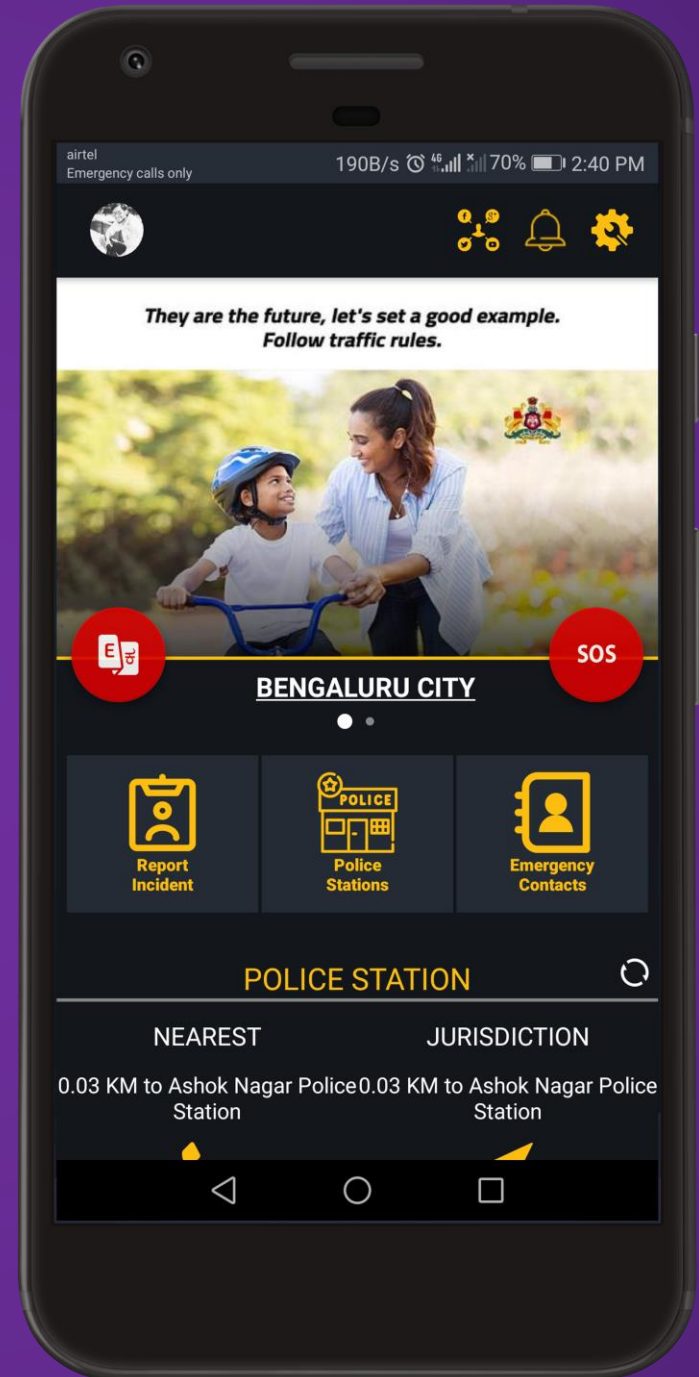 airtel
Emergency calls only
190B/s 4G 70% 2:40 PM
They are the future, let's set a good example.
Follow traffic rules.
E
SOS
BENGALURU CITY
POLICE
Report
Incident
Police
Stations
Emergency
Contacts
POLICE STATION
NEAREST
JURISDICTION
0.03 KM to Ashok Nagar Police
Station
0.03 KM to Ashok Nagar Police
Station